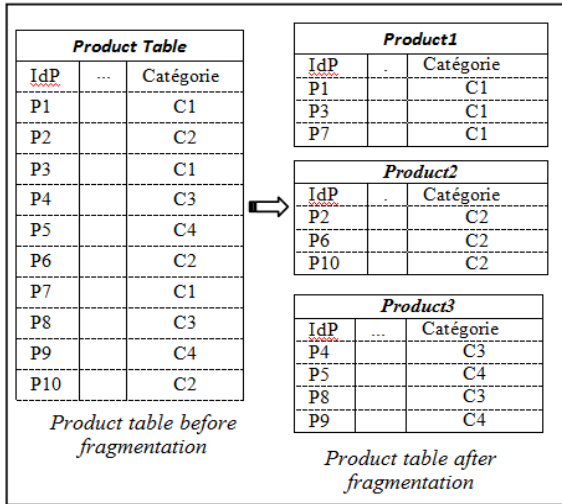 Product Table
IdP ... Catégorie
P1 C1
P2 C2
P3 C1
P4 C3
P5 C4
P6 C2
P7 C1
P8 C3
P9 C4
P10 C2
Product table before
fragmentation
Product1
IdP . Catégorie
P1 C1
P3 C1
P7 C1
Product2
IdP . Catégorie
P2 C2
P6 C2
P10 C2
Product3
IdP ... Catégorie
P4 C3
P5 C4
P8 C3
P9 C4
Product table after
fragmentation